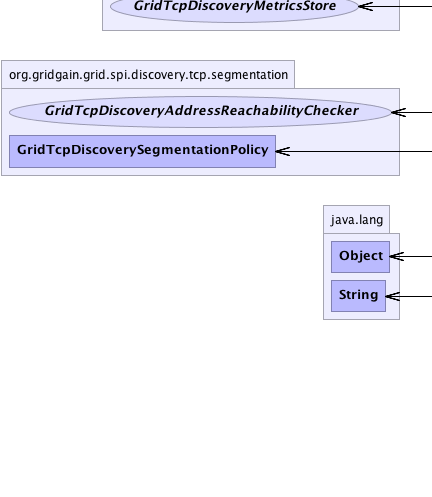 GridTcpDiscoveryMetricsStore
org.gridgain.grid.spi.discovery.tcp.segmentation
GridTcpDiscoveryAddressReachabilityChecker
GridTcpDiscoverySegmentationPolicy
java.lang
Object
String